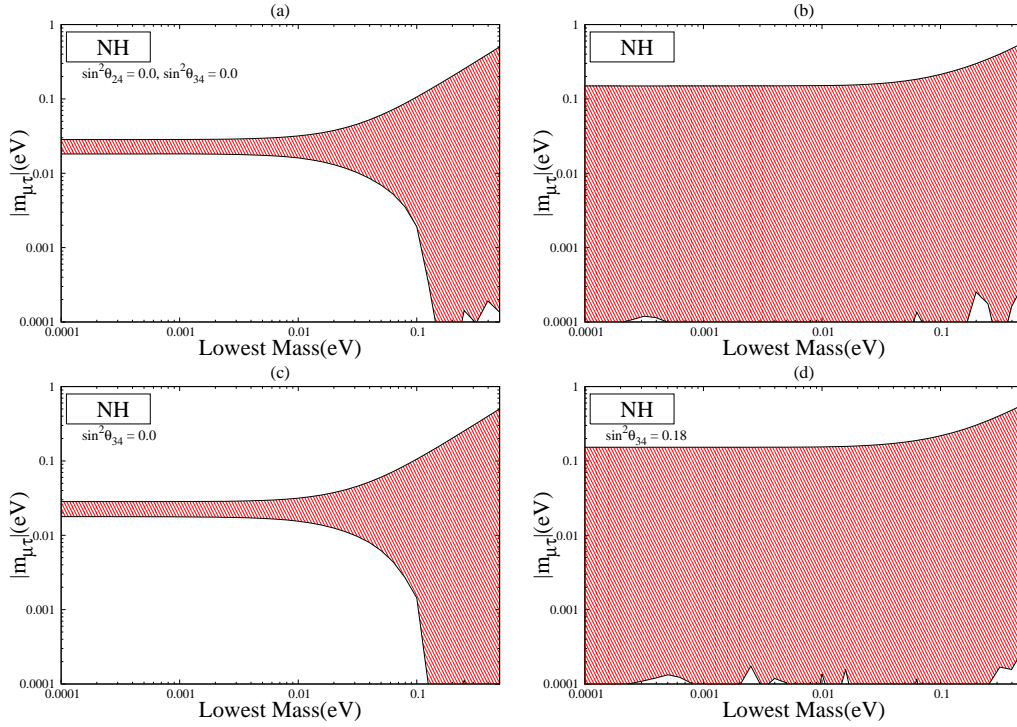 (a)
NH
sin²θ₂₄ = 0.0, sin²θ₃₄ = 0.0
|m_μτ|(eV)
1
0.1
0.01
0.001
0.0001
0.0001 0.001 0.01 0.1
Lowest Mass(eV)
(b)
NH
|m_μτ|(eV)
1
0.1
0.01
0.001
0.0001
0.0001 0.001 0.01 0.1
Lowest Mass(eV)
(c)
NH
sin²θ₃₄ = 0.0
|m_μτ|(eV)
1
0.1
0.01
0.001
0.0001
0.0001 0.001 0.01 0.1
Lowest Mass(eV)
(d)
NH
sin²θ₃₄ = 0.18
|m_μτ|(eV)
1
0.1
0.01
0.001
0.0001
0.0001 0.001 0.01 0.1
Lowest Mass(eV)